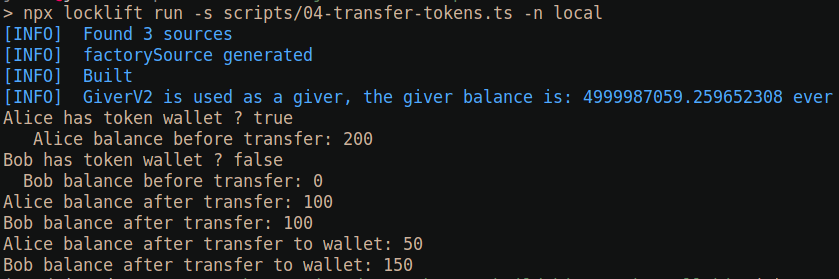 > npx locklift run -s scripts/04-transfer-tokens.ts -n local
[INFO]  Found 3 sources
[INFO]  factorySource generated
[INFO]  Built
[INFO]  GiverV2 is used as a giver, the giver balance is: 4999987059.259652308 ever
Alice has token wallet ? true
   Alice balance before transfer: 200
Bob has token wallet ? false
  Bob balance before transfer: 0
Alice balance after transfer: 100
Bob balance after transfer: 100
Alice balance after transfer to wallet: 50
Bob balance after transfer to wallet: 150